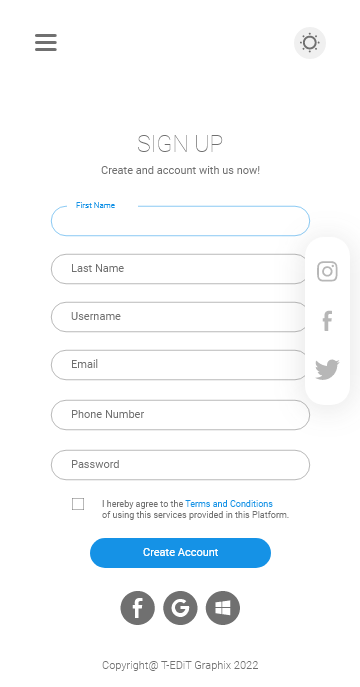 SIGN UP
Create and account with us now!
First Name
Last Name
Username
Email
Phone Number
Password
I hereby agree to the Terms and Conditions
of using this services provided in this Platform.
Create Account
Copyright@ T-EDIT Graphix 2022